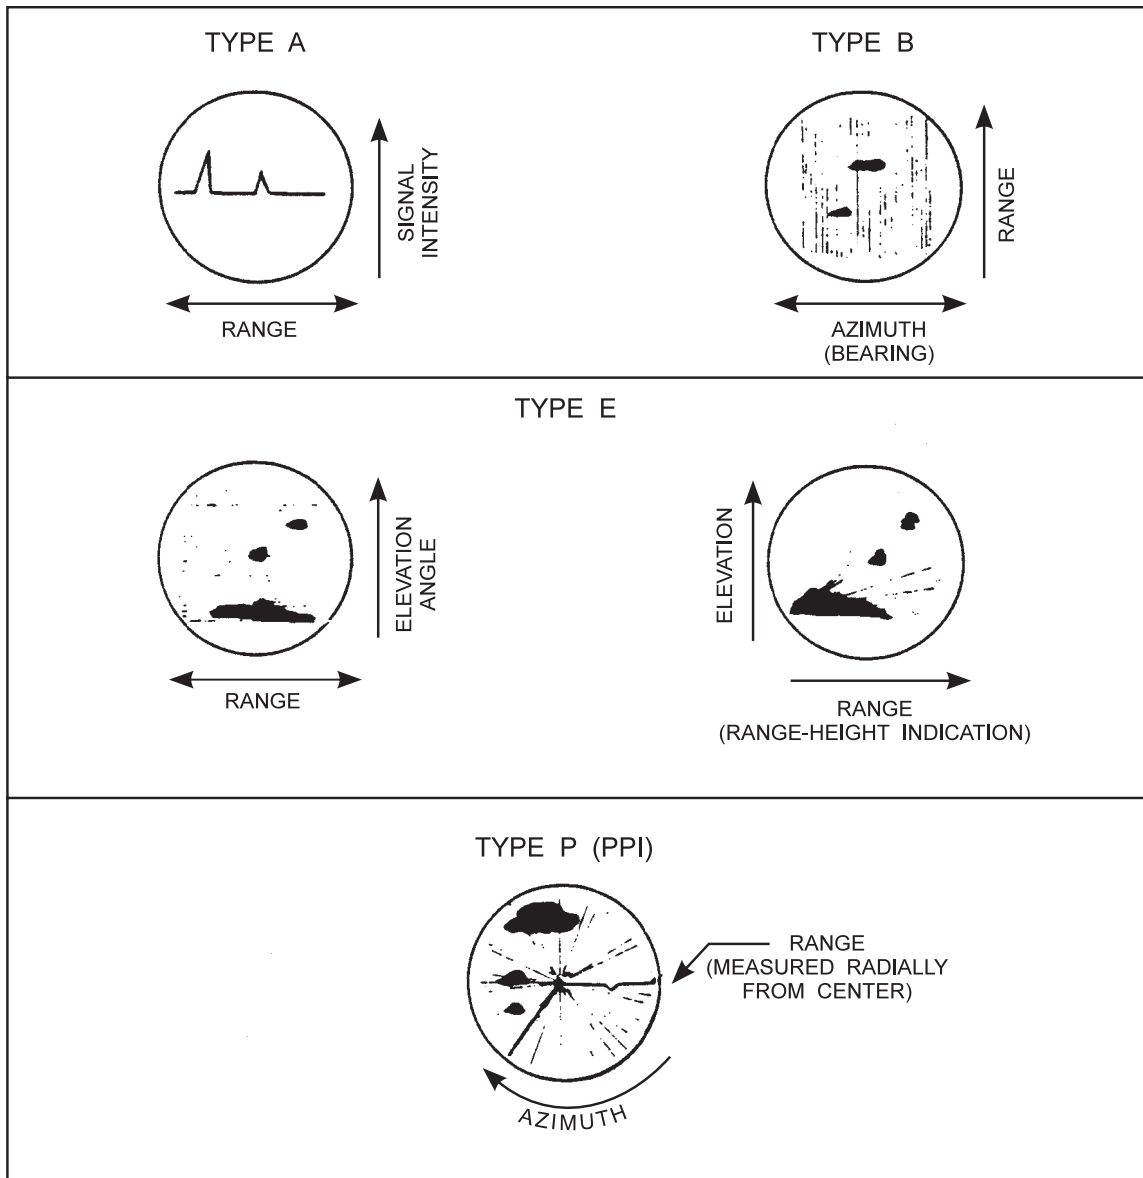 TYPE A
SIGNAL
INTENSITY
RANGE
TYPE B
RANGE
AZIMUTH
(BEARING)
TYPE E
ELEVATION
ANGLE
RANGE
ELEVATION
RANGE
(RANGE-HEIGHT INDICATION)
TYPE P (PPI)
RANGE
(MEASURED RADIALLY
FROM CENTER)
AZIMUTH